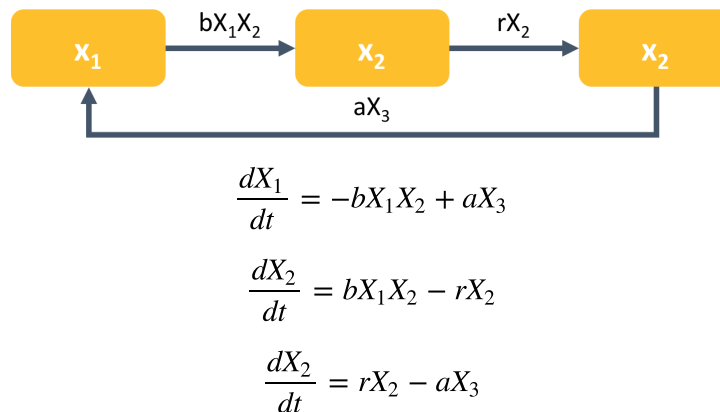 bX₁X₂ rX₂
x₁ x₂ x₂
aX₃
dX₁/dt = -bX₁X₂ + aX₃
dX₂/dt = bX₁X₂ - rX₂
dX₂/dt = rX₂ - aX₃